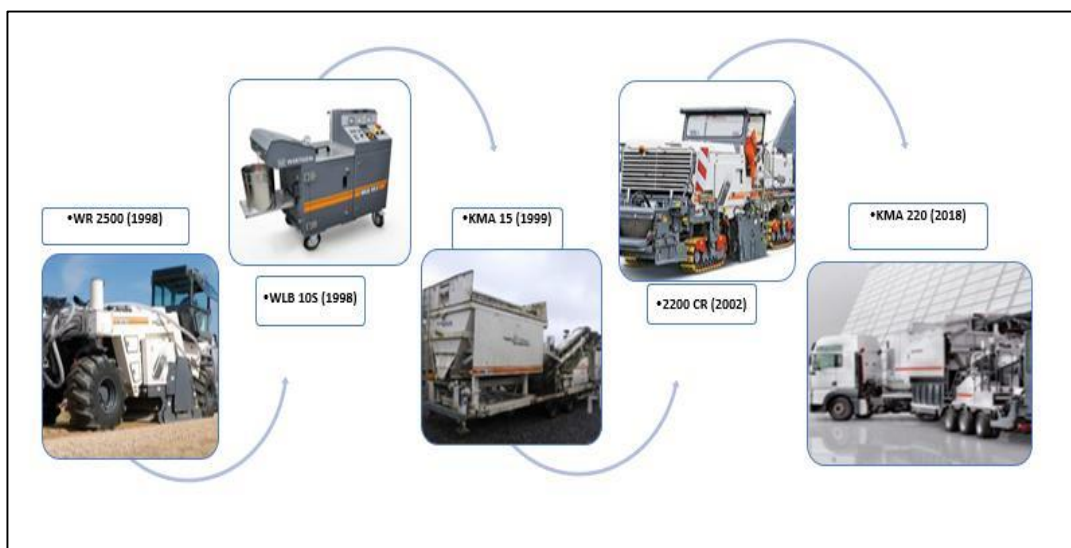 •WR 2500 (1998)
•WLB 10S (1998)
•KMA 15 (1999)
•2200 CR (2002)
•KMA 220 (2018)